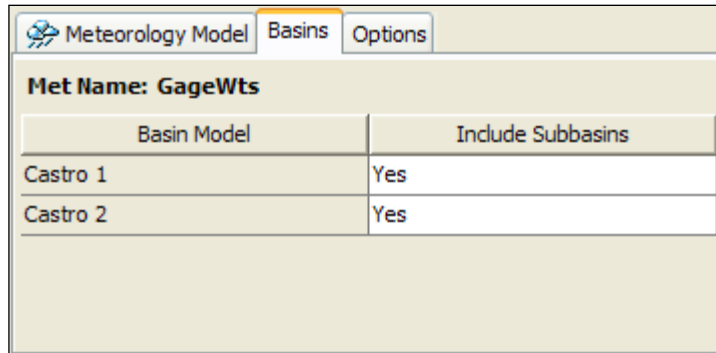 Meteorology Model Basins Options
Met Name: GageWts
Basin Model Include Subbasins
Castro 1 Yes
Castro 2 Yes